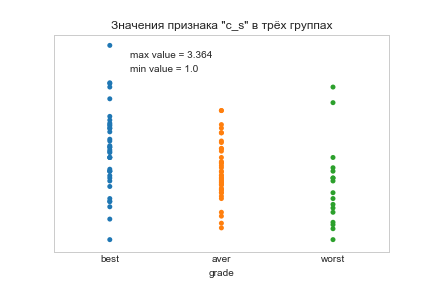 Значения признака "c_s" в трёх группах
max value = 3.364
min value = 1.0
best aver worst
grade